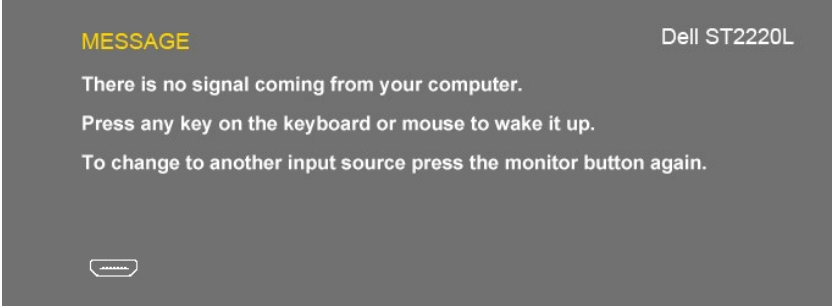 MESSAGE
Dell ST2220L
There is no signal coming from your computer.
Press any key on the keyboard or mouse to wake it up.
To change to another input source press the monitor button again.